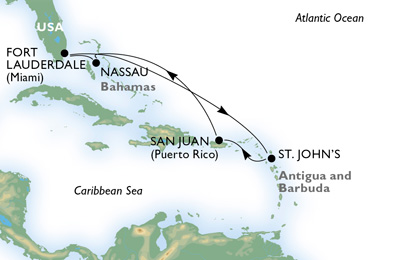 Atlantic Ocean
USA
FORT
LAUDERDALE
(Miami)
NASSAU
Bahamas
SAN JUAN
(Puerto Rico)
ST. JOHN'S
Antigua and
Barbuda
Caribbean Sea